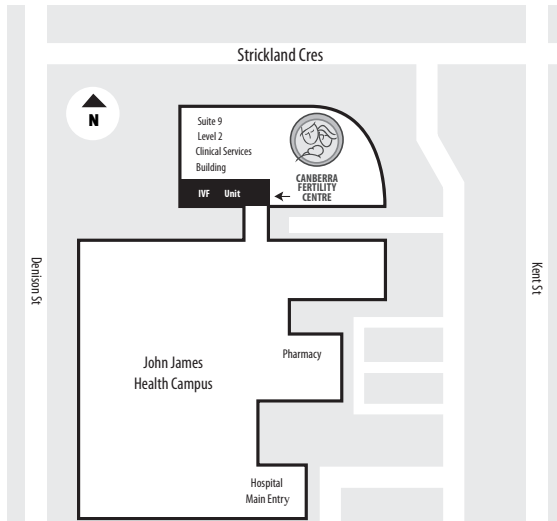 Strickland Cres
N
Suite 9
Level 2
Clinical Services
Building
IVF Unit
CANBERRA
FERTILITY
CENTRE
Denison St
Kent St
John James
Health Campus
Pharmacy
Hospital
Main Entry